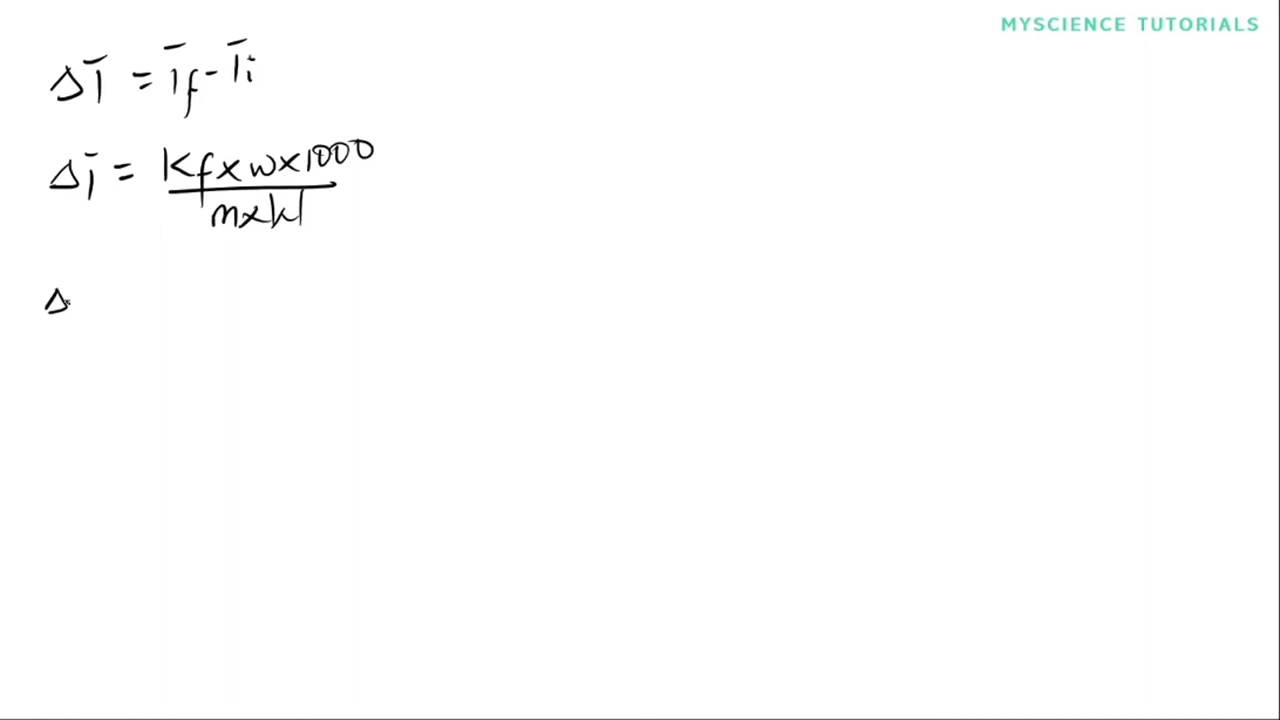 MYSCIENCE TUTORIALS
ΔT = Tf - Ti
ΔT = Kf x w x 1000
m x W
Δ